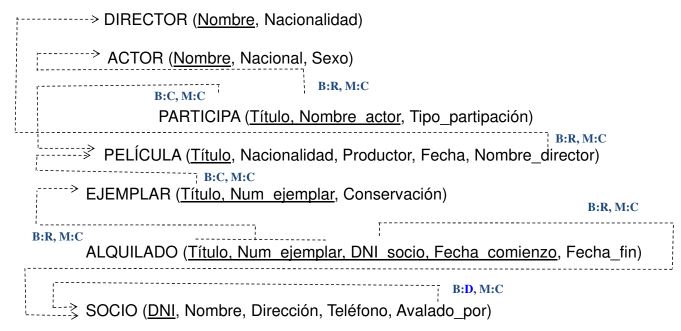 DIRECTOR (Nombre, Nacionalidad)
ACTOR (Nombre, Nacional, Sexo)
B:R, M:C
B:C, M:C
PARTICIPA (Título, Nombre_actor, Tipo_partipación)
B:R, M:C
PELÍCULA (Título, Nacionalidad, Productor, Fecha, Nombre_director)
B:C, M:C
EJEMPLAR (Título, Num_ejemplar, Conservación)
B:R, M:C
B:R, M:C
ALQUILADO (Título, Num_ejemplar, DNI_socio, Fecha_comienzo, Fecha_fin)
B:D, M:C
SOCIO (DNI, Nombre, Dirección, Teléfono, Avalado_por)